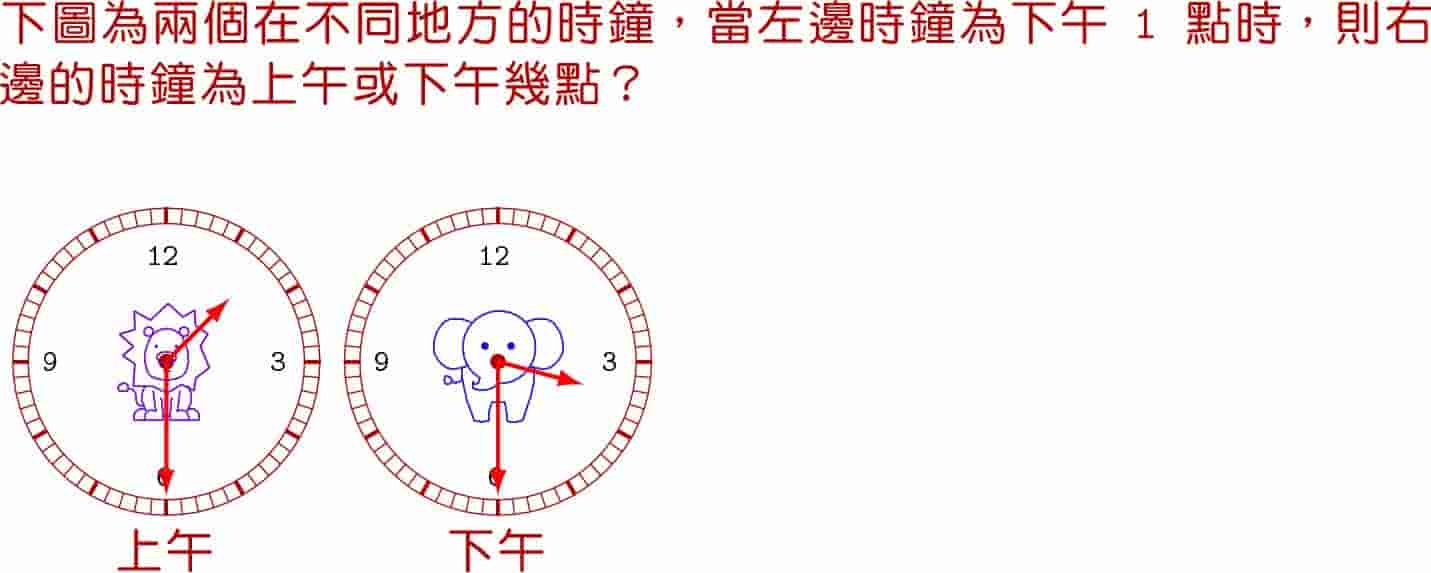 下圖為兩個在不同地方的時鐘，當左邊時鐘為下午 1 點時，則右
邊的時鐘為上午或下午幾點？
12 12
9 3 9 3
6 6
上午 下午